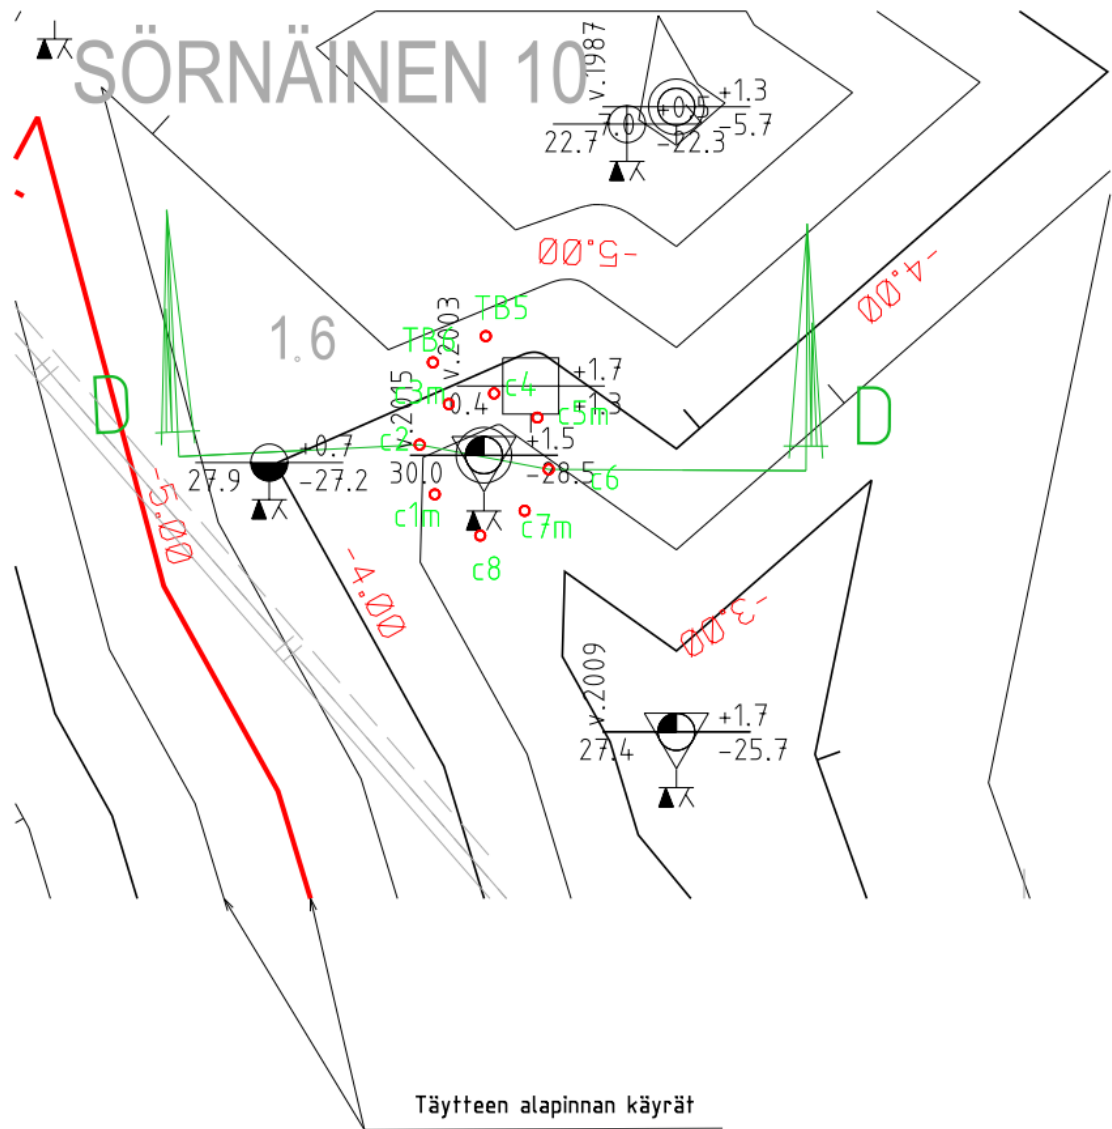 SÖRNÄINEN 10
v.1987
+1.3
+0.5
7.0
22.7
-22.3
-5.7
-5.00
-4.00
1.6
v.2003
TB5
TB6
+1.7
c4
c3m
0.4
+1.3
c5m
v.2015
D
D
c2
+1.5
+0.7
27.9
-27.2
30.0
-28.5
c6
-5.00
c1m
c7m
c8
-4.00
-3.00
v.2009
+1.7
27.4
-25.7
Täytteen alapinnan käyrät